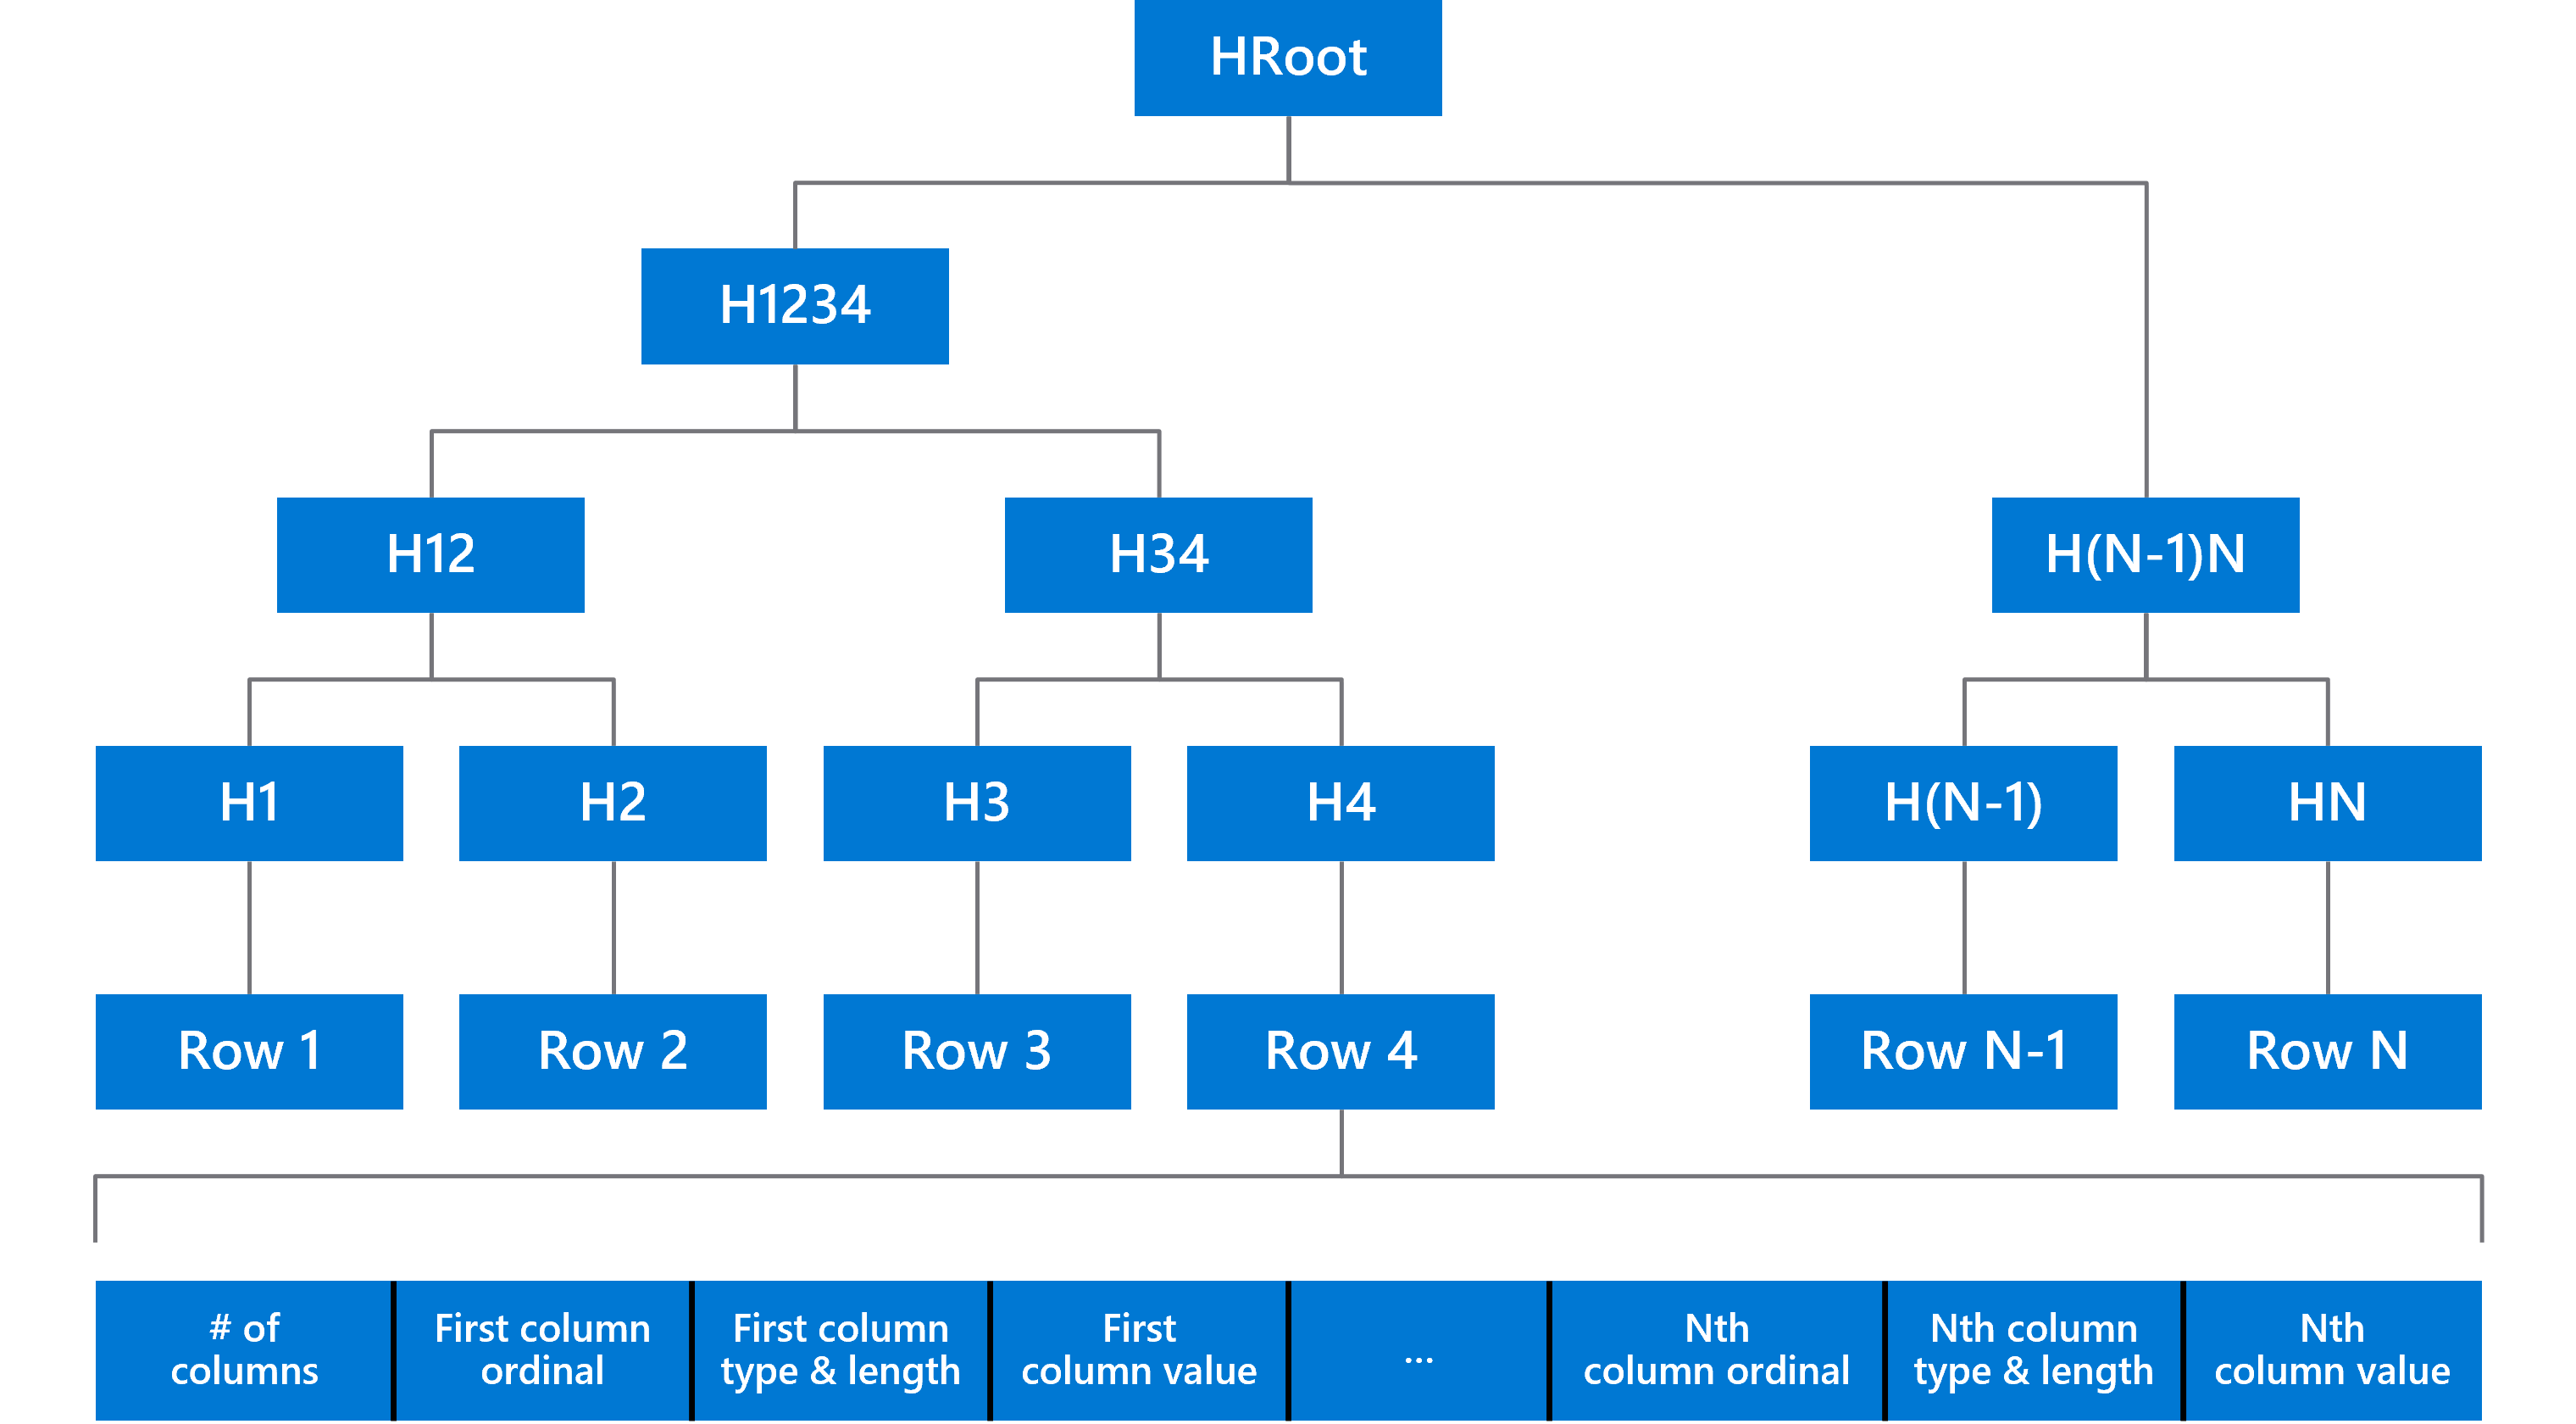 HRoot
H1234
H12
H34
H(N-1)N
H1
H2
H3
H4
H(N-1)
HN
Row 1
Row 2
Row 3
Row 4
Row N-1
Row N
# of
columns
First column
ordinal
First column
type & length
First
column value
...
Nth
column ordinal
Nth column
type & length
Nth
column value